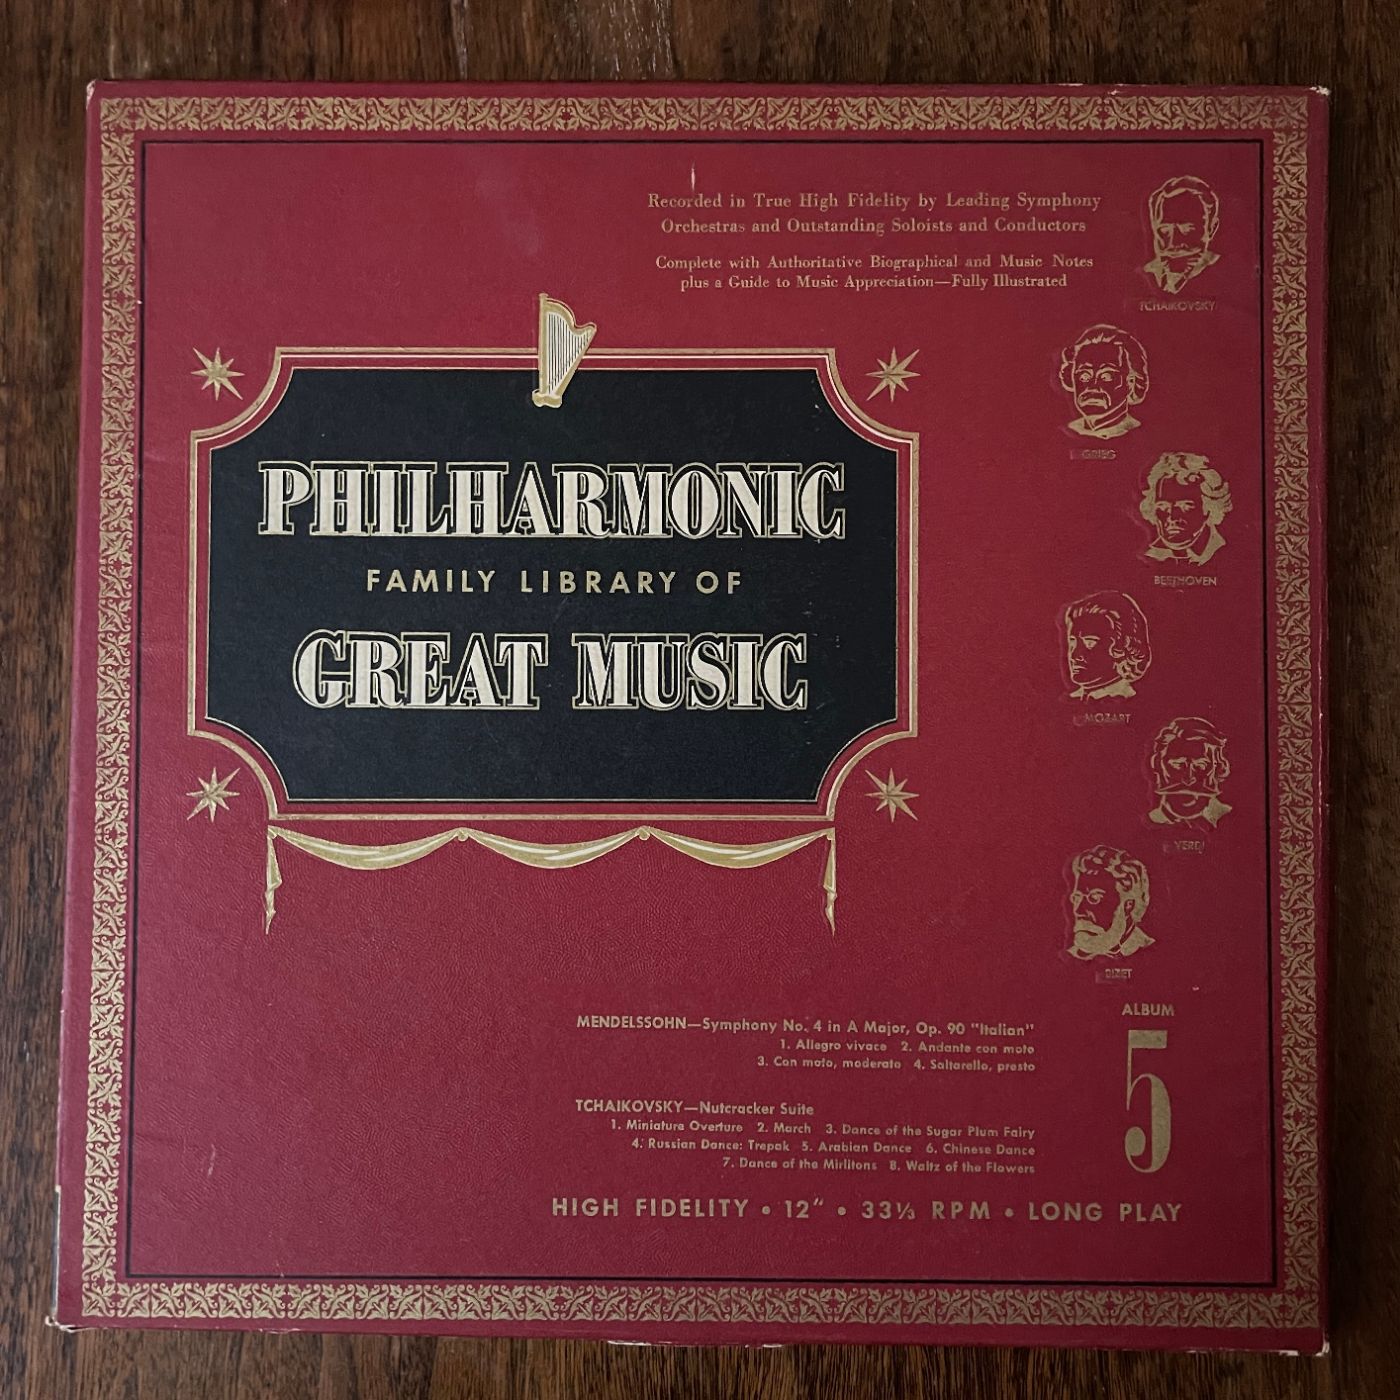 Recorded in True High Fidelity by Leading Symphony
Orchestras and Outstanding Soloists and Conductors
Complete with Authoritative Biographical and Music Notes
plus a Guide to Music Appreciation—Fully Illustrated
TCHAIKOVSKY
GRIEG
PHILHARMONIC
FAMILY LIBRARY OF
GREAT MUSIC
BEETHOVEN
MOZART
VERDI
BIZET
ALBUM
5
MENDELSSOHN—Symphony No. 4 in A Major, Op. 90 "Italian"
1. Allegro vivace 2. Andante con moto
3. Con moto, moderato 4. Saltarello, presto
TCHAIKOVSKY—Nutcracker Suite
1. Miniature Overture 2. March 3. Dance of the Sugar Plum Fairy
4. Russian Dance: Trepak 5. Arabian Dance 6. Chinese Dance
7. Dance of the Mirlitons 8. Waltz of the Flowers
HIGH FIDELITY • 12" • 33⅓ RPM • LONG PLAY